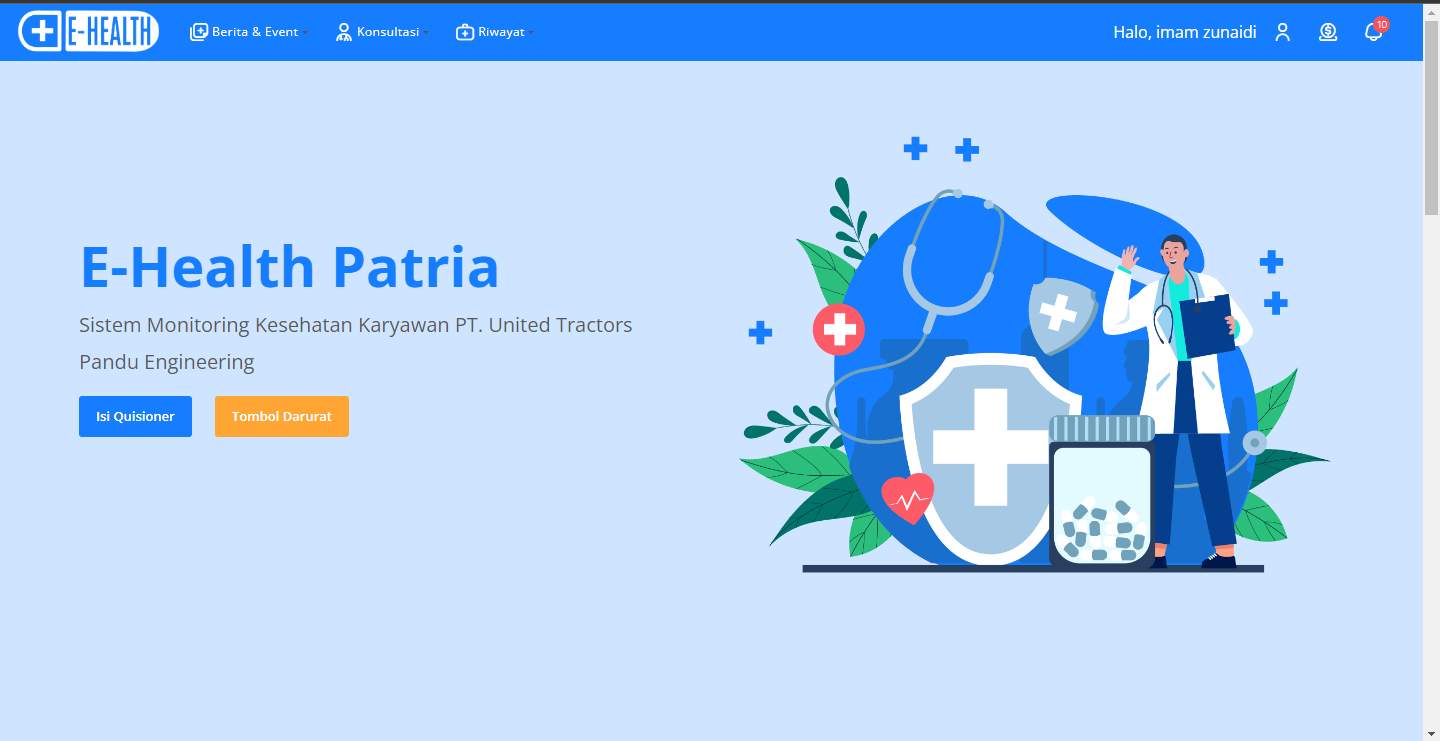 E-HEALTH
Berita & Event
Konsultasi
Riwayat
Halo, imam zunaidi
10
E-Health Patria
Sistem Monitoring Kesehatan Karyawan PT. United Tractors
Pandu Engineering
Isi Quisioner
Tombol Darurat